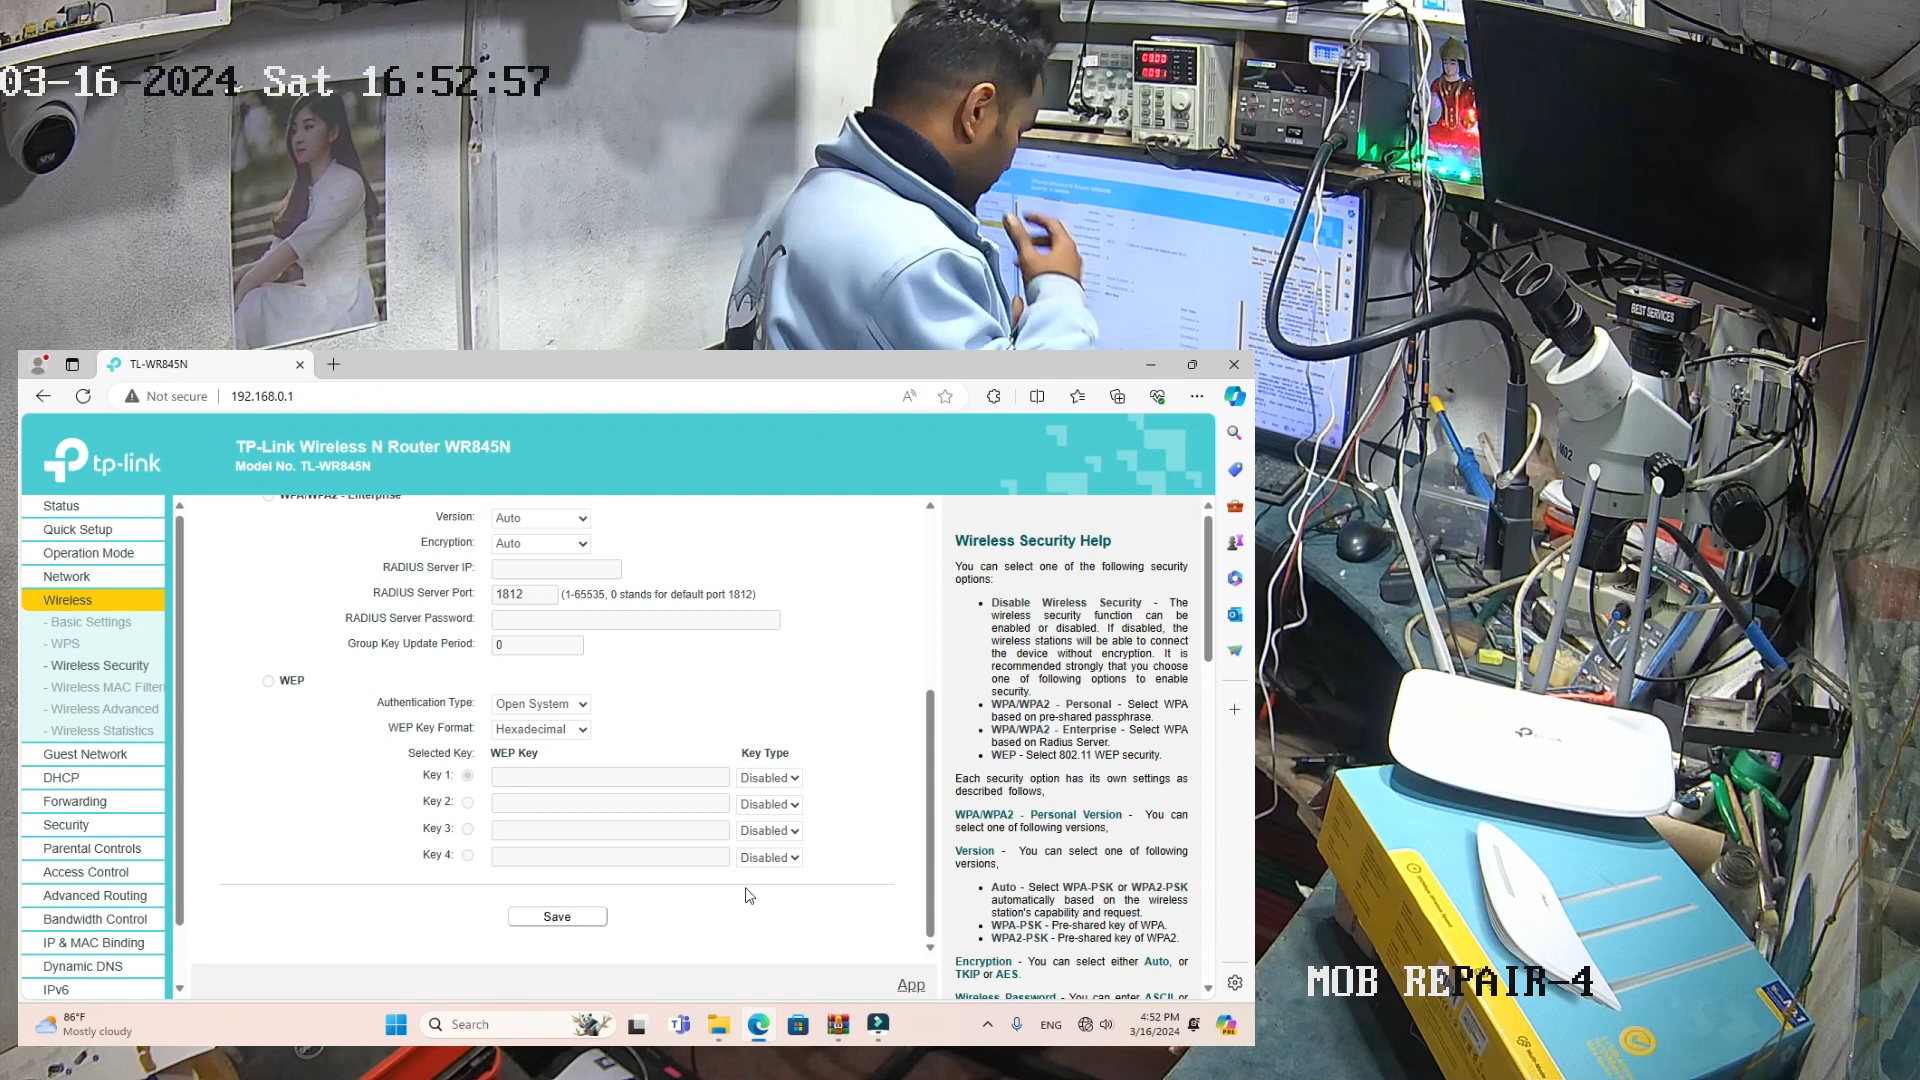 03-16-2024 Sat 16:52:57
BEST SERVICES
TL-WR845N
Not secure
192.168.0.1
tp-link
TP-Link Wireless N Router WR845N
Model No. TL-WR845N
Status
Quick Setup
Operation Mode
Network
Wireless
- Basic Settings
- WPS
- Wireless Security
- Wireless MAC Filteri
- Wireless Advanced
- Wireless Statistics
Guest Network
DHCP
Forwarding
Security
Parental Controls
Access Control
Advanced Routing
Bandwidth Control
IP & MAC Binding
Dynamic DNS
IPv6
WPA/WPA2 - Enterprise
Version: Auto
Encryption: Auto
RADIUS Server IP:
RADIUS Server Port: 1812 (1-65535, 0 stands for default port 1812)
RADIUS Server Password:
Group Key Update Period: 0
WEP
Authentication Type: Open System
WEP Key Format: Hexadecimal
Selected Key: WEP Key Key Type
Key 1: Disabled
Key 2: Disabled
Key 3: Disabled
Key 4: Disabled
Save
App
Wireless Security Help
You can select one of the following security
options:
Disable Wireless Security - The
wireless security function can be
enabled or disabled. If disabled, the
wireless stations will be able to connect
the device without encryption. It is
recommended strongly that you choose
one of following options to enable
security.
WPA/WPA2 - Personal - Select WPA
based on pre-shared passphrase.
WPA/WPA2 - Enterprise - Select WPA
based on Radius Server.
WEP - Select 802.11 WEP security.
Each security option has its own settings as
described follows,
WPA/WPA2 - Personal Version - You can
select one of following versions,
Version - You can select one of following
versions,
Auto - Select WPA-PSK or WPA2-PSK
automatically based on the wireless
station's capability and request.
WPA-PSK - Pre-shared key of WPA.
WPA2-PSK - Pre-shared key of WPA2.
Encryption - You can select either Auto, or
TKIP or AES.
Wireless Password - You can enter ASCII or
MOB REPAIR-4
86°F
Mostly cloudy
Search
ENG
4:52 PM
3/16/2024